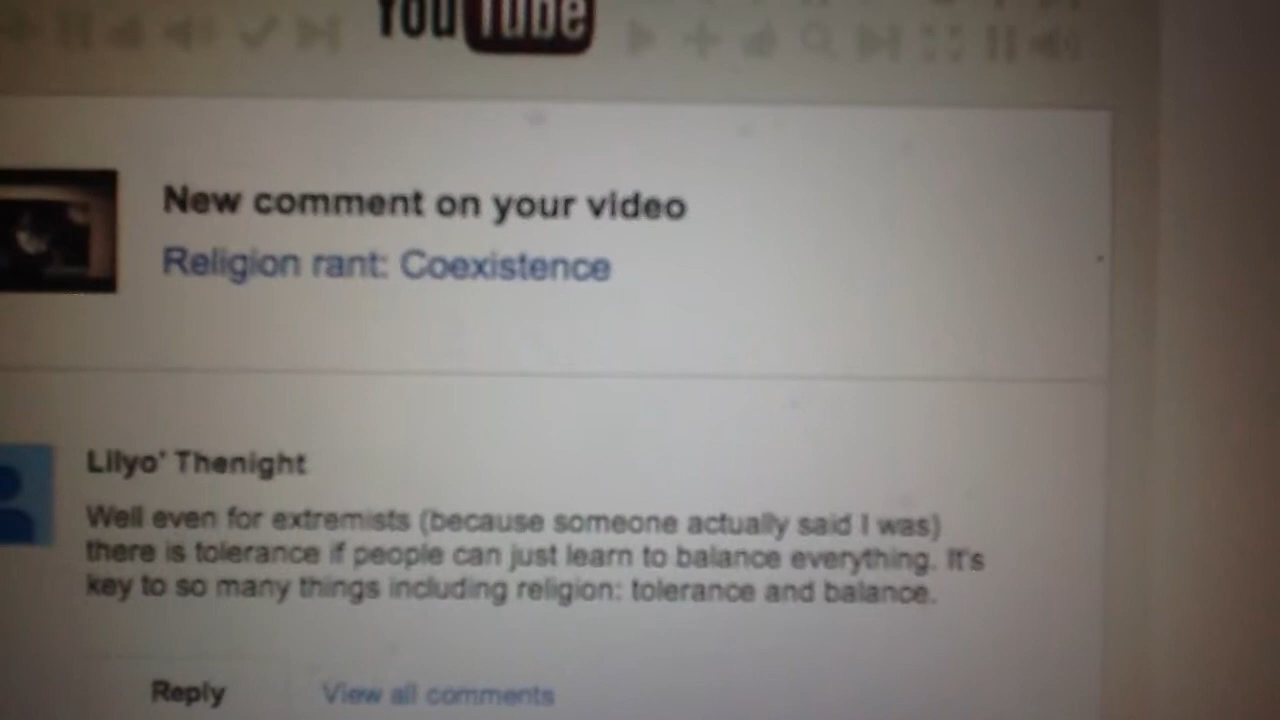 YouTube
New comment on your video
Religion rant: Coexistence
Lilyo' Thenight
Well even for extremists (because someone actually said I was)
there is tolerance if people can just learn to balance everything. It's
key to so many things including religion: tolerance and balance.
Reply View all comments